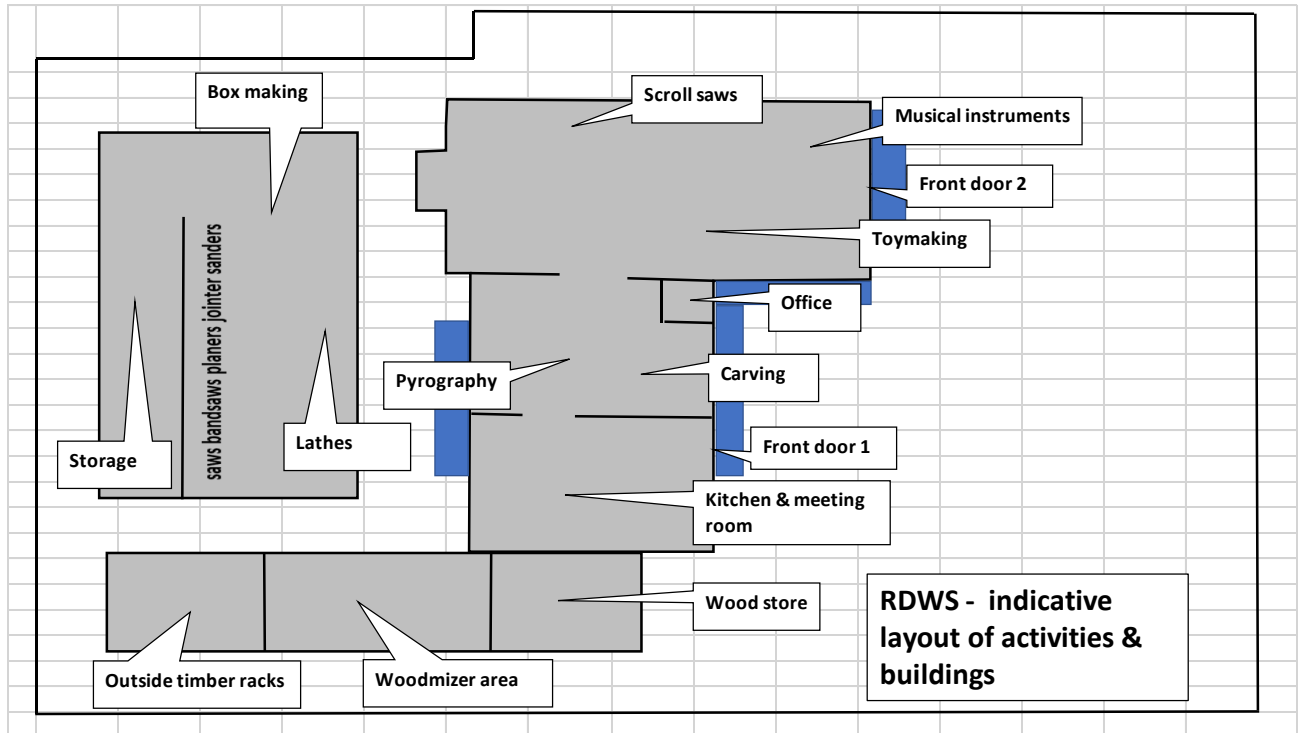 Box making
Scroll saws
Musical instruments
Front door 2
Toymaking
Office
saws bandsaws planers jointer sanders
Pyrography
Carving
Storage
Lathes
Front door 1
Kitchen & meeting
room
Wood store
Outside timber racks
Woodmizer area
RDWS - indicative
layout of activities &
buildings